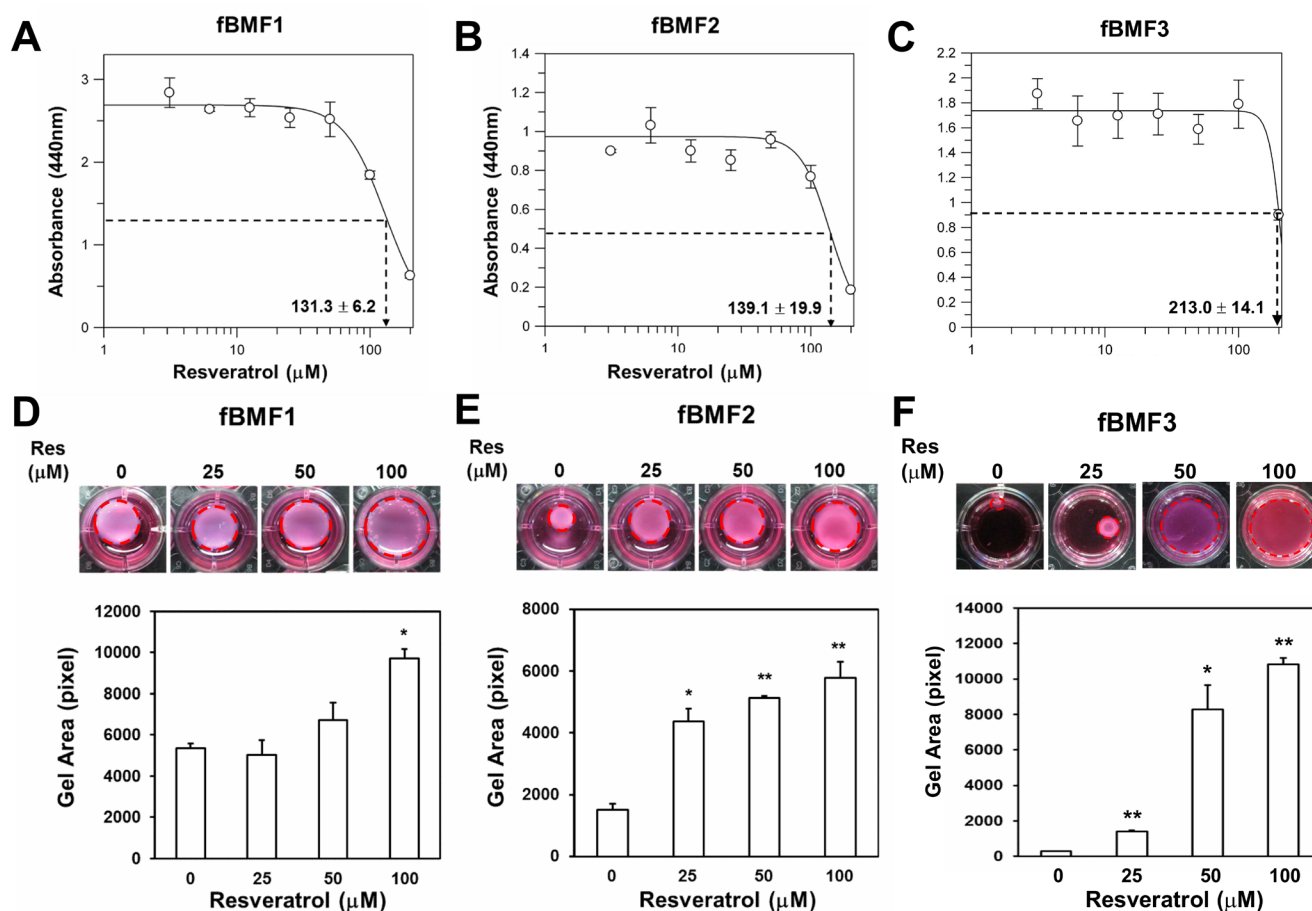 A
fBMF1
Absorbance (440nm)
3
2
1
0
131.3 ± 6.2
1
10
100
Resveratrol (μM)
B
fBMF2
Absorbance (440nm)
1.4
1.2
1
0.8
0.6
0.4
0.2
0
139.1 ± 19.9
1
10
100
Resveratrol (μM)
C
fBMF3
2.2
2
1.8
1.6
1.4
1.2
1
0.8
0.6
0.4
0.2
0
213.0 ± 14.1
1
10
100
Resveratrol (μM)
D
fBMF1
Res
(μM)
0 25 50 100
Gel Area (pixel)
12000
10000
8000
6000
4000
2000
0
*
0 25 50 100
Resveratrol (μM)
E
fBMF2
Res
(μM)
0 25 50 100
Gel Area (pixel)
8000
6000
4000
2000
0
* ** **
0 25 50 100
Resveratrol (μM)
F
fBMF3
Res
(μM)
0 25 50 100
Gel Area (pixel)
14000
12000
10000
8000
6000
4000
2000
0
** * **
0 25 50 100
Resveratrol (μM)